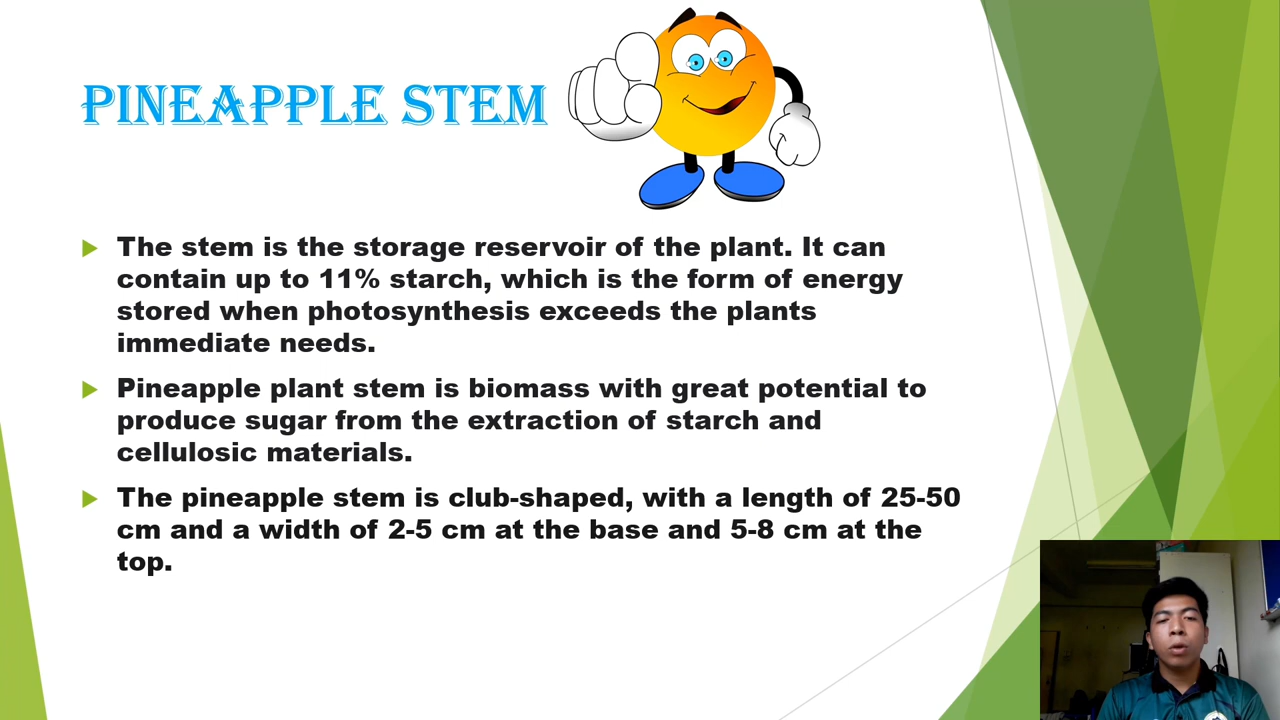 PINEAPPLE STEM
The stem is the storage reservoir of the plant. It can
contain up to 11% starch, which is the form of energy
stored when photosynthesis exceeds the plants
immediate needs.
Pineapple plant stem is biomass with great potential to
produce sugar from the extraction of starch and
cellulosic materials.
The pineapple stem is club-shaped, with a length of 25-50
cm and a width of 2-5 cm at the base and 5-8 cm at the
top.